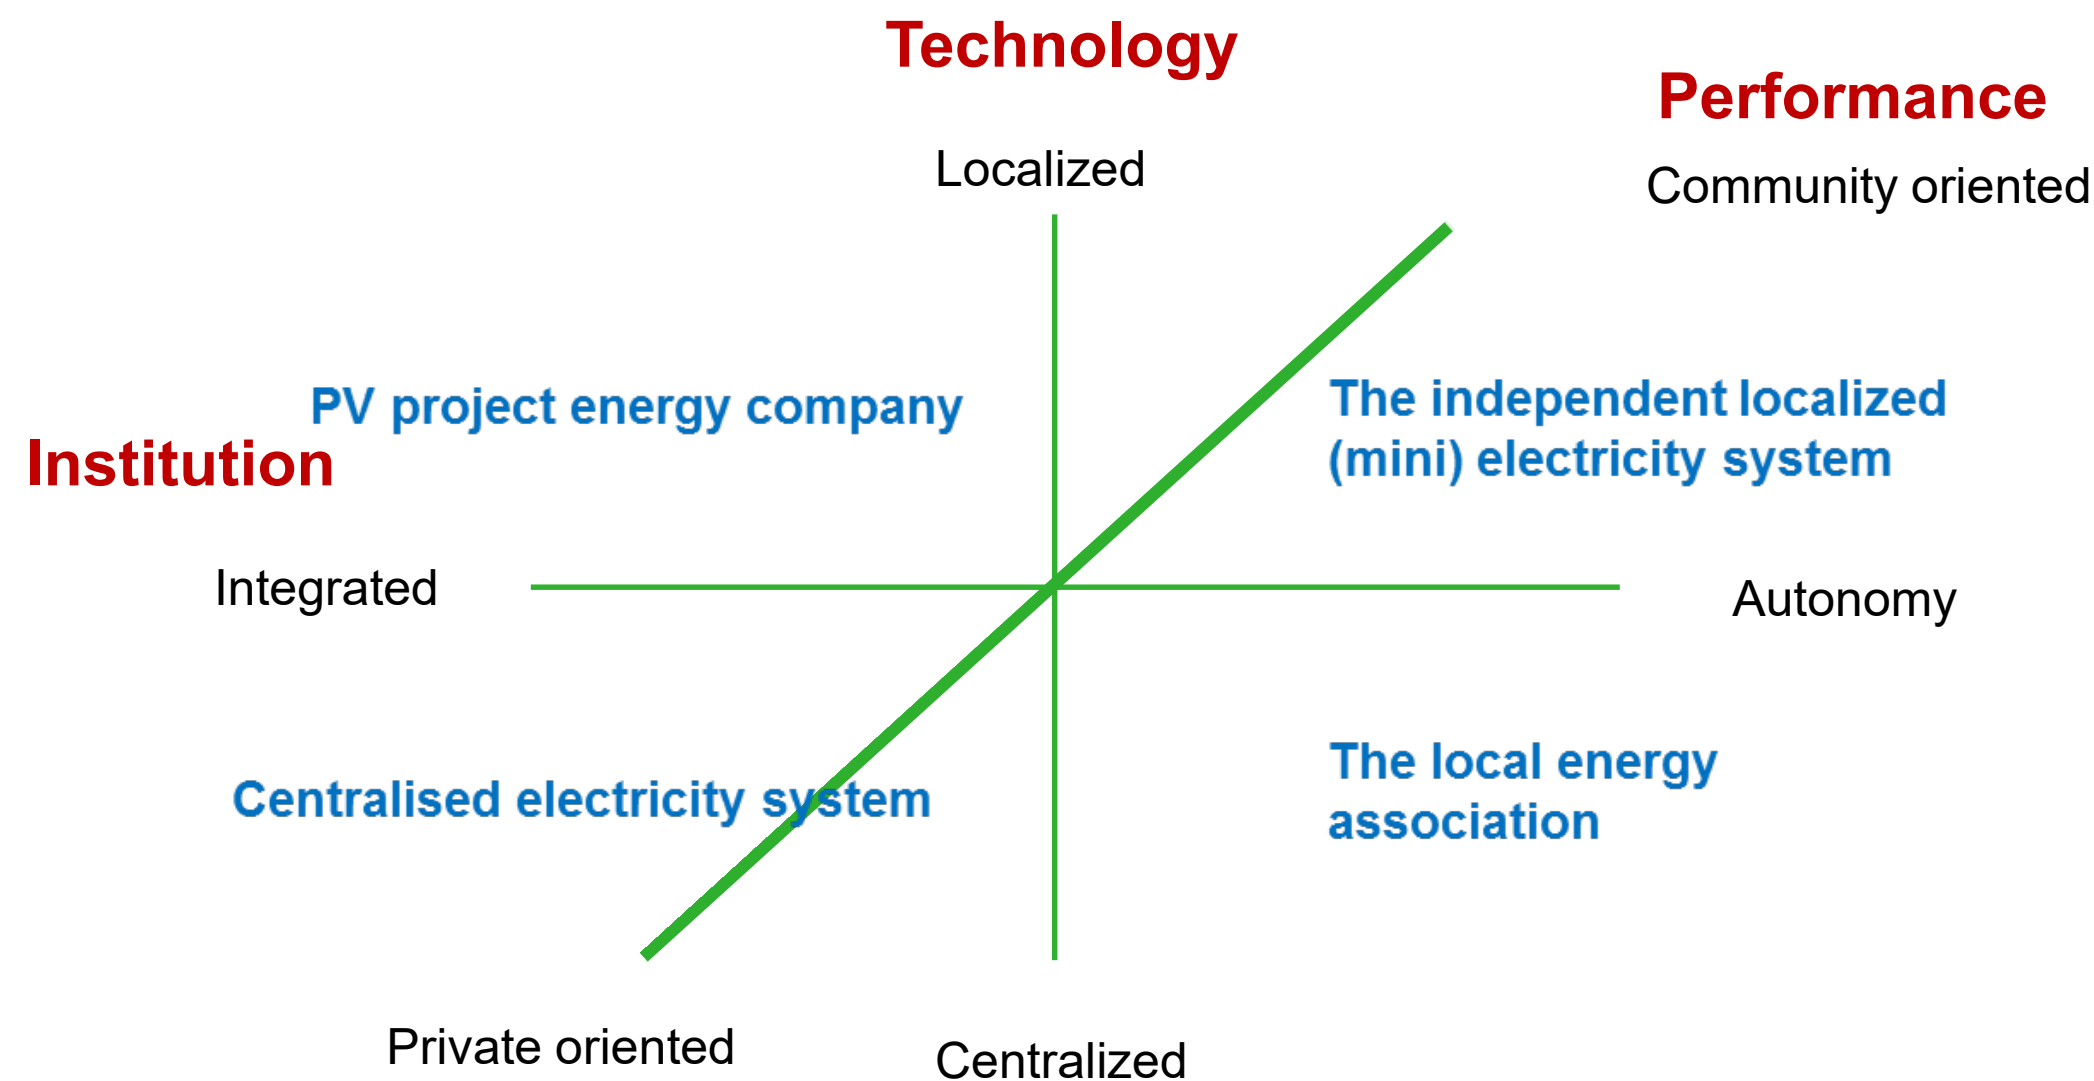 Technology
Performance
Localized
Community oriented
PV project energy company
The independent localized
(mini) electricity system
Institution
Integrated
Autonomy
Centralised electricity system
The local energy
association
Private oriented
Centralized